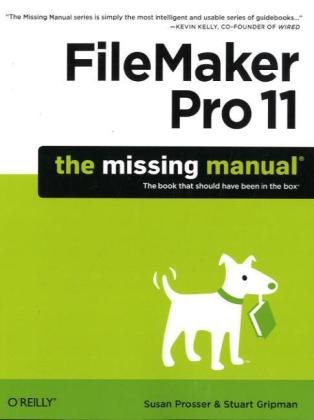 "The Missing Manual series is simply the most intelligent and usable series of guidebooks..."
—KEVIN KELLY, CO-FOUNDER OF WIRED
FileMaker
Pro 11
the missing manual®
The book that should have been in the box®
O REILLY®
Susan Prosser & Stuart Gripman